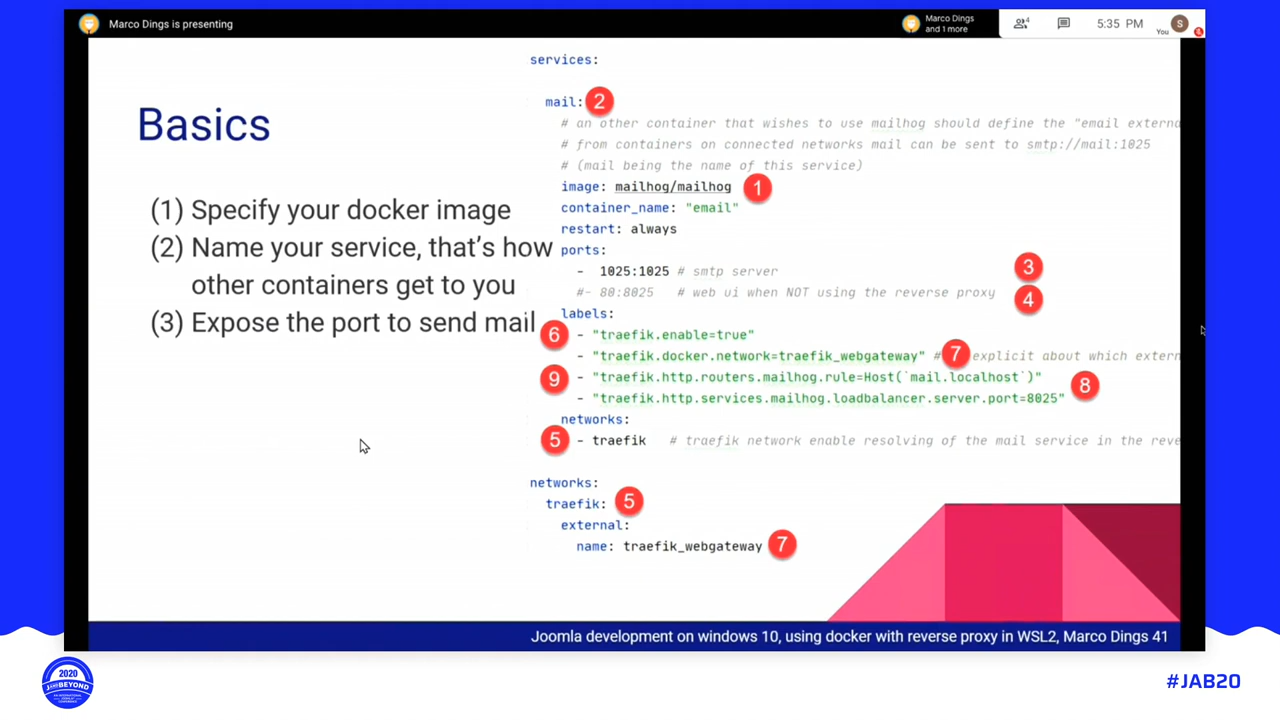 Marco Dings is presenting
Marco Dings
and 1 more
4
5:35 PM
You
S
Basics
(1) Specify your docker image
(2) Name your service, that's how
other containers get to you
(3) Expose the port to send mail
services:
mail: 2
# an other container that wishes to use mailhog should define the "email externa
# from containers on connected networks mail can be sent to smtp://mail:1025
# (mail being the name of this service)
image: mailhog/mailhog 1
container_name: "email"
restart: always
ports:
- 1025:1025 # smtp server 3
#- 80:8025 # web ui when NOT using the reverse proxy 4
labels:
6 - "traefik.enable=true"
- "traefik.docker.network=traefik_webgateway" # 7 explicit about which extern
9 - "traefik.http.routers.mailhog.rule=Host(`mail.localhost`)" 8
- "traefik.http.services.mailhog.loadbalancer.server.port=8025"
networks:
5 - traefik # traefik network enable resolving of the mail service in the reve
networks:
traefik: 5
external:
name: traefik_webgateway 7
Joomla development on windows 10, using docker with reverse proxy in WSL2, Marco Dings 41
2020
#JAB20